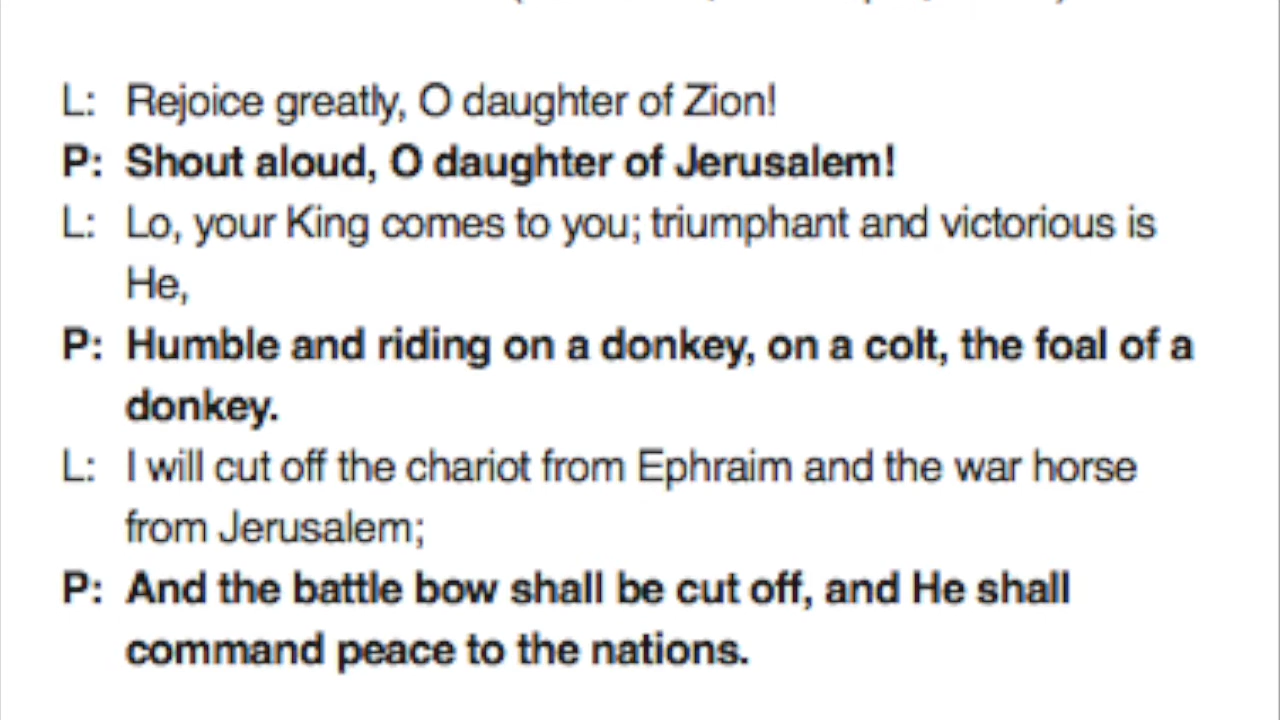 L: Rejoice greatly, O daughter of Zion!
P: Shout aloud, O daughter of Jerusalem!
L: Lo, your King comes to you; triumphant and victorious is
He,
P: Humble and riding on a donkey, on a colt, the foal of a
donkey.
L: I will cut off the chariot from Ephraim and the war horse
from Jerusalem;
P: And the battle bow shall be cut off, and He shall
command peace to the nations.